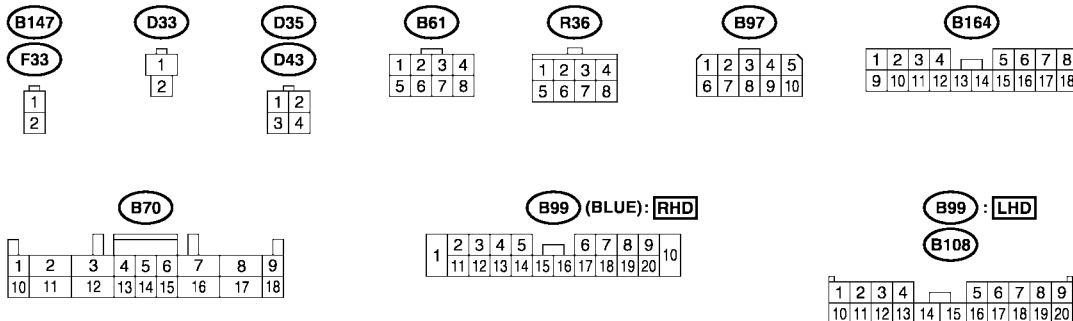 B147 D33 D35 B61 R36 B97 B164
F33 D43
1 1 2 3 4 1 2 3 4 1 2 3 4 5 1 2 3 4 5 6 7 8
2 5 6 7 8 5 6 7 8 6 7 8 9 10 9 10 11 12 13 14 15 16 17 18
1 1 2
2 3 4
B70 B99 (BLUE): RHD B99 : LHD
B108
1 2 3 4 5 6 7 8 9 1 2 3 4 5 6 7 8 9 10
10 11 12 13 14 15 16 17 18 11 12 13 14 15 16 17 18 19 20
1 2 3 4 5 6 7 8 9
10 11 12 13 14 15 16 17 18 19 20